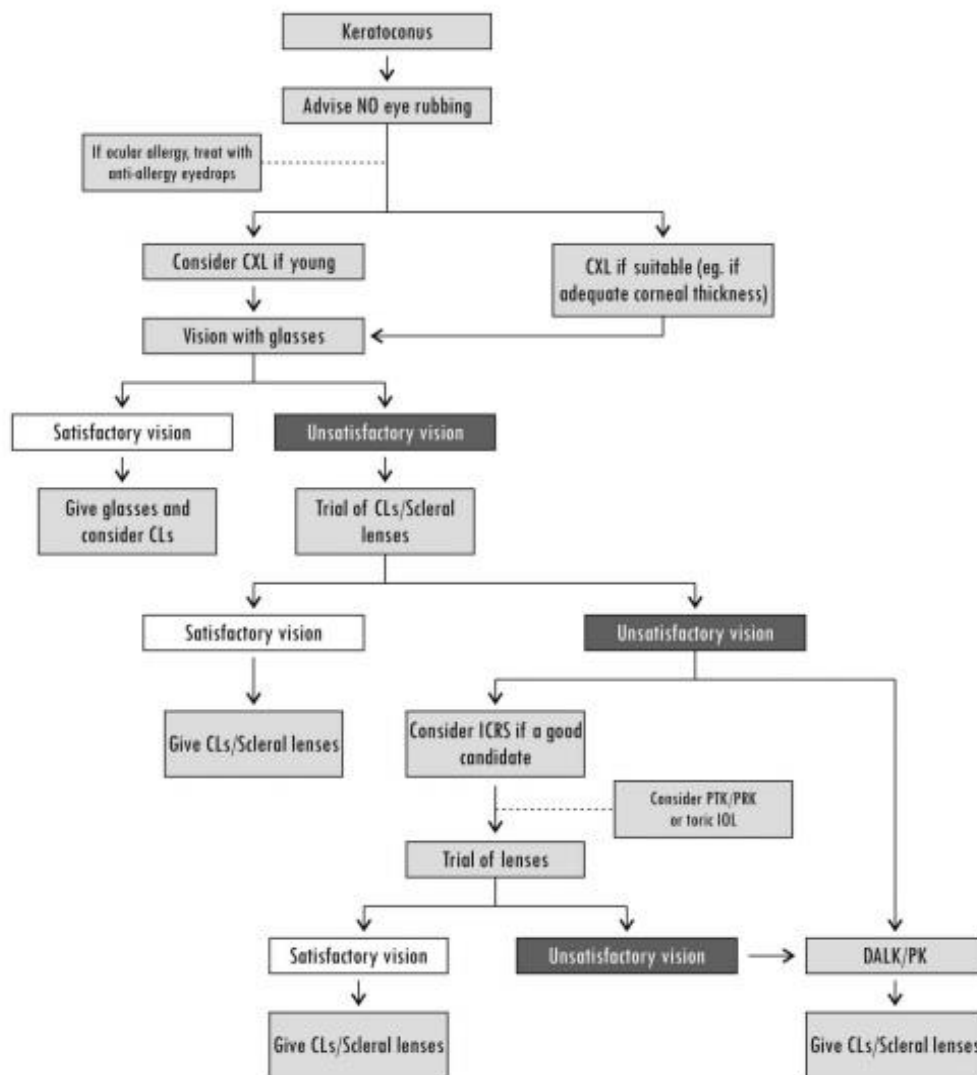 Keratoconus
Advise NO eye rubbing
If ocular allergy, treat with
anti-allergy eyedrops
Consider CXL if young
CXL if suitable (eg. if
adequate corneal thickness)
Vision with glasses
Satisfactory vision
Unsatisfactory vision
Give glasses and
consider CLs
Trial of CLs/Scleral
lenses
Satisfactory vision
Unsatisfactory vision
Give CLs/Scleral lenses
Consider ICRS if a good
candidate
Consider PTK/PRK
or toric IOL
Trial of lenses
Satisfactory vision
Unsatisfactory vision
DALK/PK
Give CLs/Scleral lenses
Give CLs/Scleral lenses